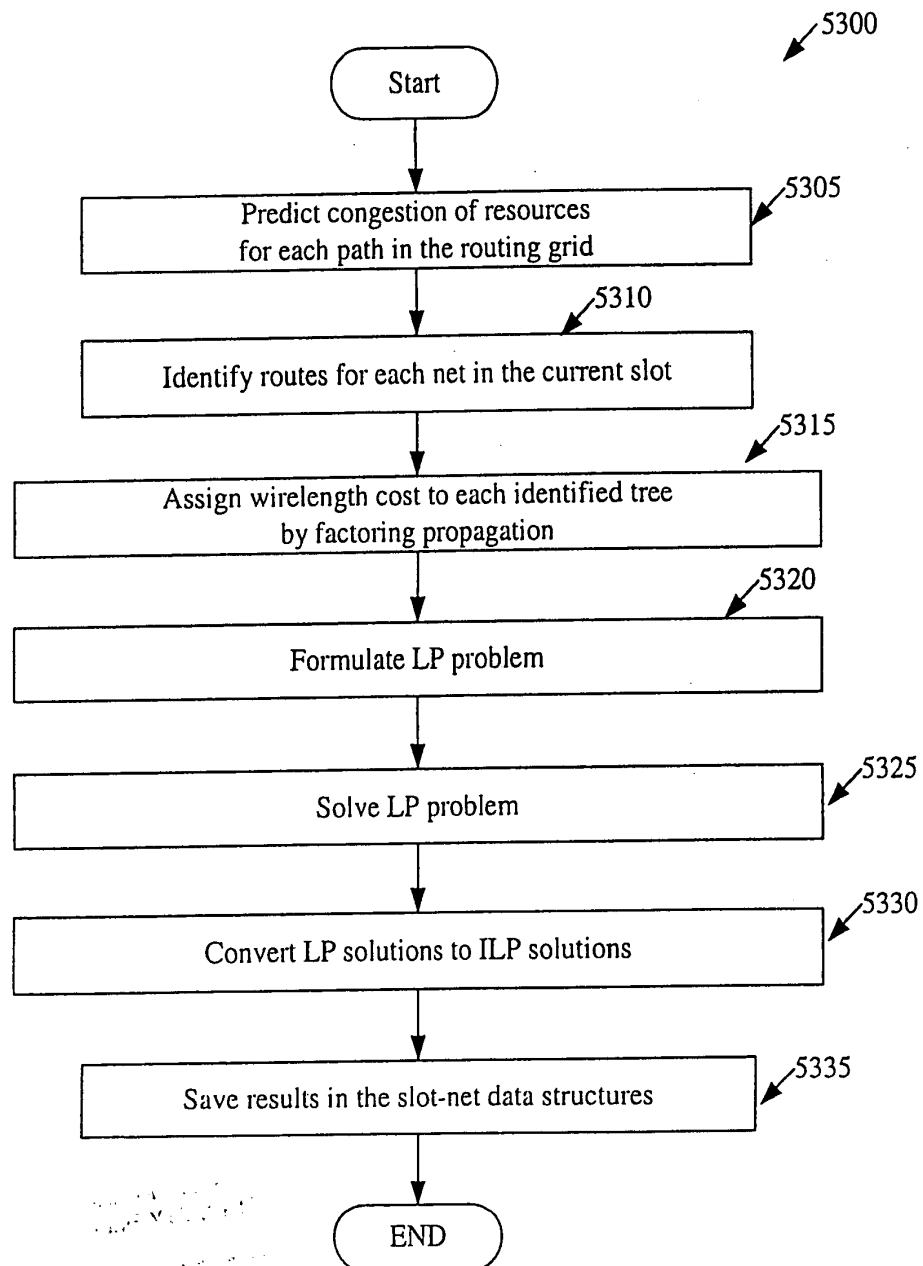 5300
Start
5305
Predict congestion of resources
for each path in the routing grid
5310
Identify routes for each net in the current slot
5315
Assign wirelength cost to each identified tree
by factoring propagation
5320
Formulate LP problem
5325
Solve LP problem
5330
Convert LP solutions to ILP solutions
5335
Save results in the slot-net data structures
END